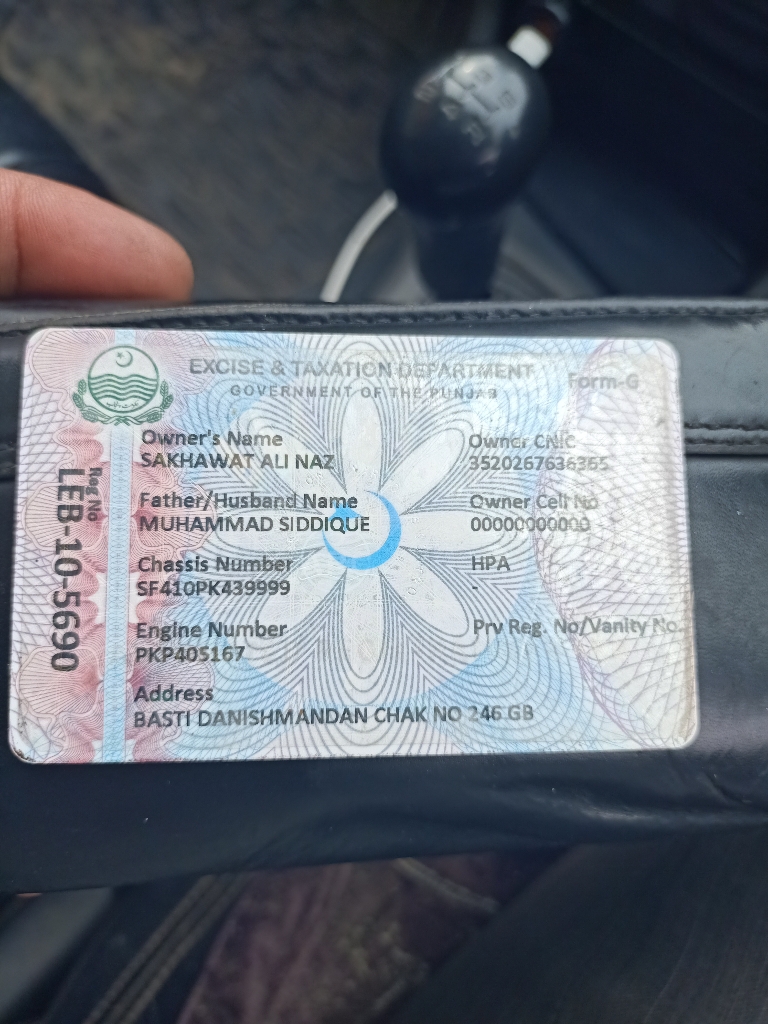 EXCISE & TAXATION DEPARTMENT
GOVERNMENT OF THE PUNJAB
Form-G
Reg No
LEB-10-5690
Owner's Name
SAKHAWAT ALI NAZ
Owner CNIC
3520267636365
Father/Husband Name
MUHAMMAD SIDDIQUE
Owner Cell No
00000000000
Chassis Number
SF410PK439999
HPA
-
Engine Number
PKP405167
Prv Reg. No/Vanity No.
Address
BASTI DANISHMANDAN CHAK NO 246 GB